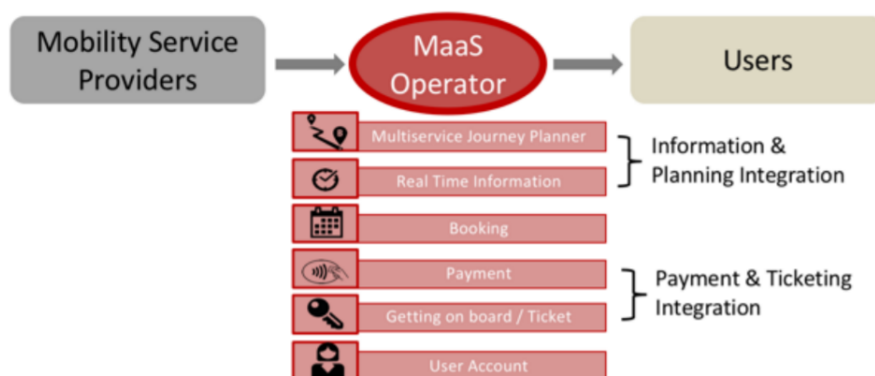 Mobility Service
Providers
MaaS
Operator
Users
Multiservice Journey Planner
Real Time Information
Information &
Planning Integration
Booking
Payment
Getting on board / Ticket
Payment & Ticketing
Integration
User Account